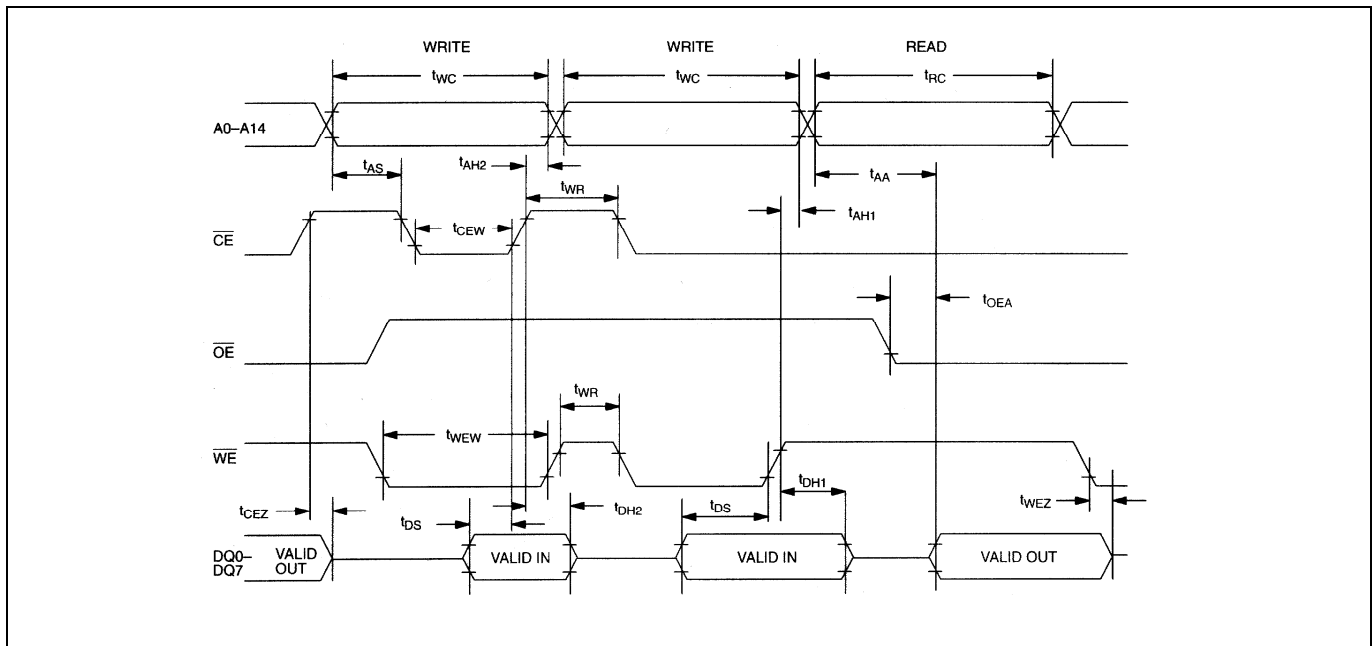 WRITE WRITE READ
tWC tWC tRC
A0–A14
tAS tAH2 tWR tAA
tAH1
CE tCEW
tOEA
OE
tWR
tWEW
WE
tDH1
tCEZ tDS tDH2 tDS tWEZ
DQ0–
DQ7
VALID
OUT
VALID IN VALID IN VALID OUT